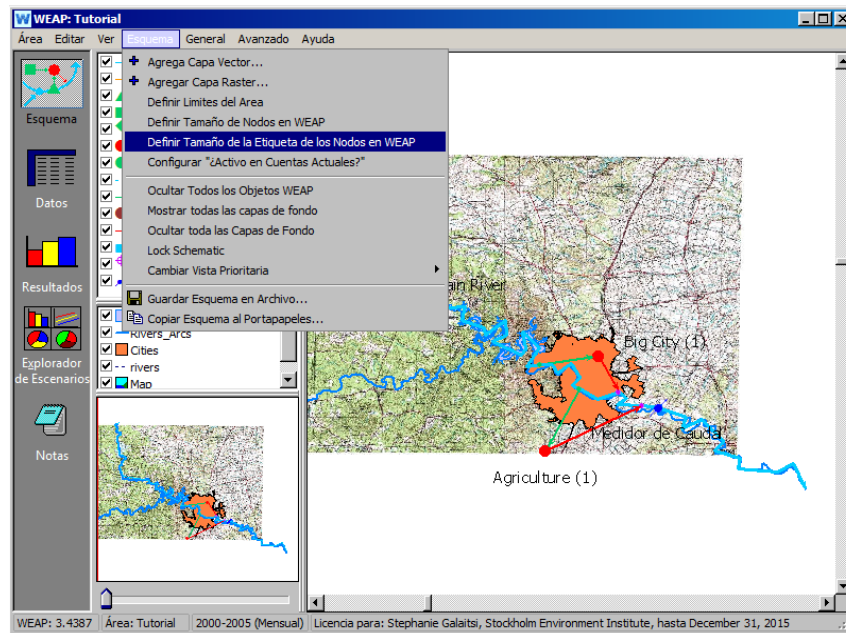 WEAP: Tutorial
Área Editar Ver Esquema General Avanzado Ayuda
Agrega Capa Vector...
Agregar Capa Raster...
Definir Limites del Area
Definir Tamaño de Nodos en WEAP
Definir Tamaño de la Etiqueta de los Nodos en WEAP
Configurar "¿Activo en Cuentas Actuales?"
Ocultar Todos los Objetos WEAP
Mostrar todas las capas de fondo
Ocultar toda las Capas de Fondo
Lock Schematic
Cambiar Vista Prioritaria
Guardar Esquema en Archivo...
Copiar Esquema al Portapapeles...
Esquema
Datos
Resultados
Explorador
de Escenarios
Notas
Rivers_Arcs
Cities
rivers
Map
River
Big City (1)
Medidor de Caudal
Agriculture (1)
WEAP: 3.4387 Área: Tutorial 2000-2005 (Mensual) Licencia para: Stephanie Galaitsi, Stockholm Environment Institute, hasta December 31, 2015